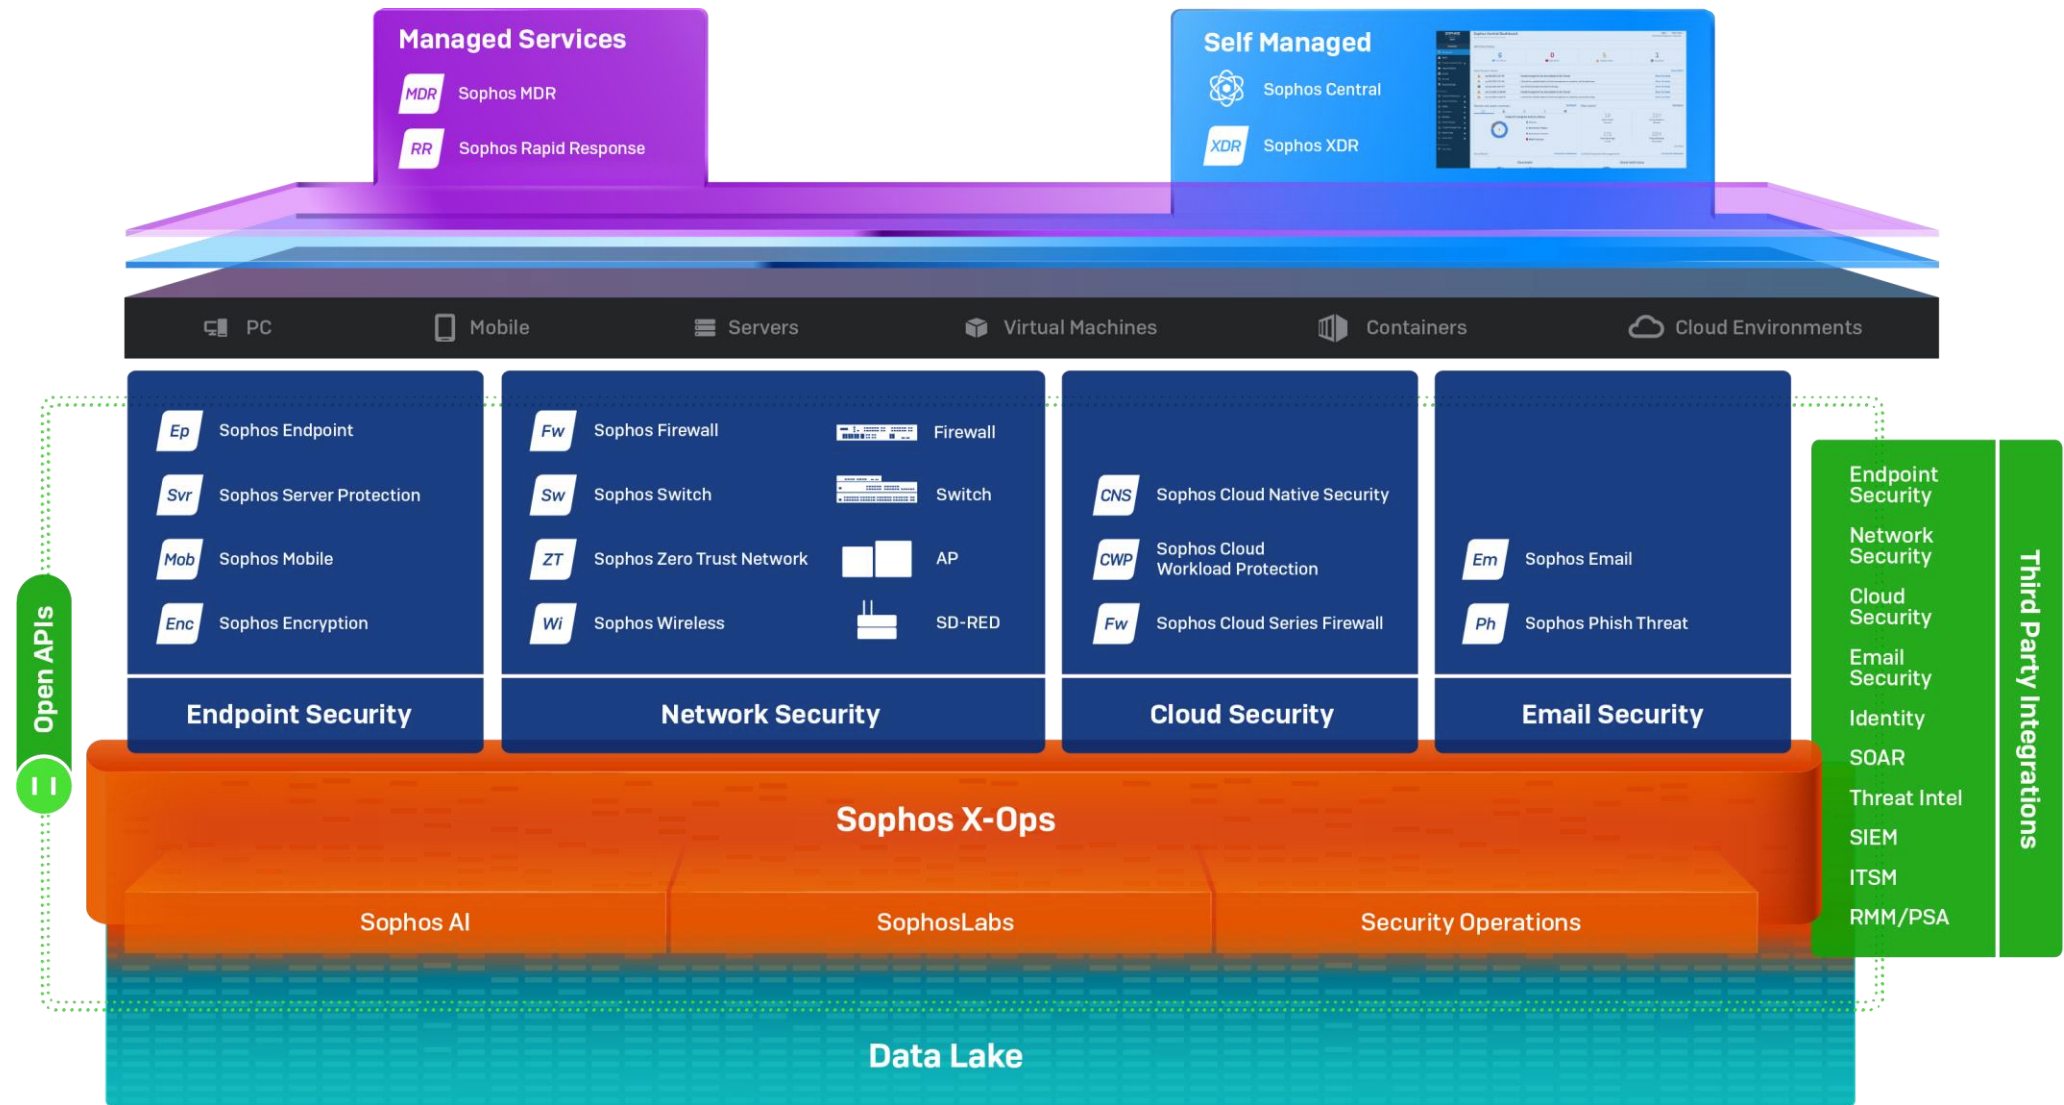 Managed Services
MDR Sophos MDR
RR Sophos Rapid Response
Self Managed
Sophos Central
XDR Sophos XDR
PC
Mobile
Servers
Virtual Machines
Containers
Cloud Environments
Ep Sophos Endpoint
Svr Sophos Server Protection
Mob Sophos Mobile
Enc Sophos Encryption
Endpoint Security
Fw Sophos Firewall
Sw Sophos Switch
ZT Sophos Zero Trust Network
Wi Sophos Wireless
Firewall
Switch
AP
SD-RED
Network Security
CNS Sophos Cloud Native Security
CWP Sophos Cloud
Workload Protection
Fw Sophos Cloud Series Firewall
Cloud Security
Em Sophos Email
Ph Sophos Phish Threat
Email Security
Open APIs
Endpoint
Security
Network
Security
Cloud
Security
Email
Security
Identity
SOAR
Threat Intel
SIEM
ITSM
RMM/PSA
Third Party Integrations
Sophos X-Ops
Sophos AI
SophosLabs
Security Operations
Data Lake